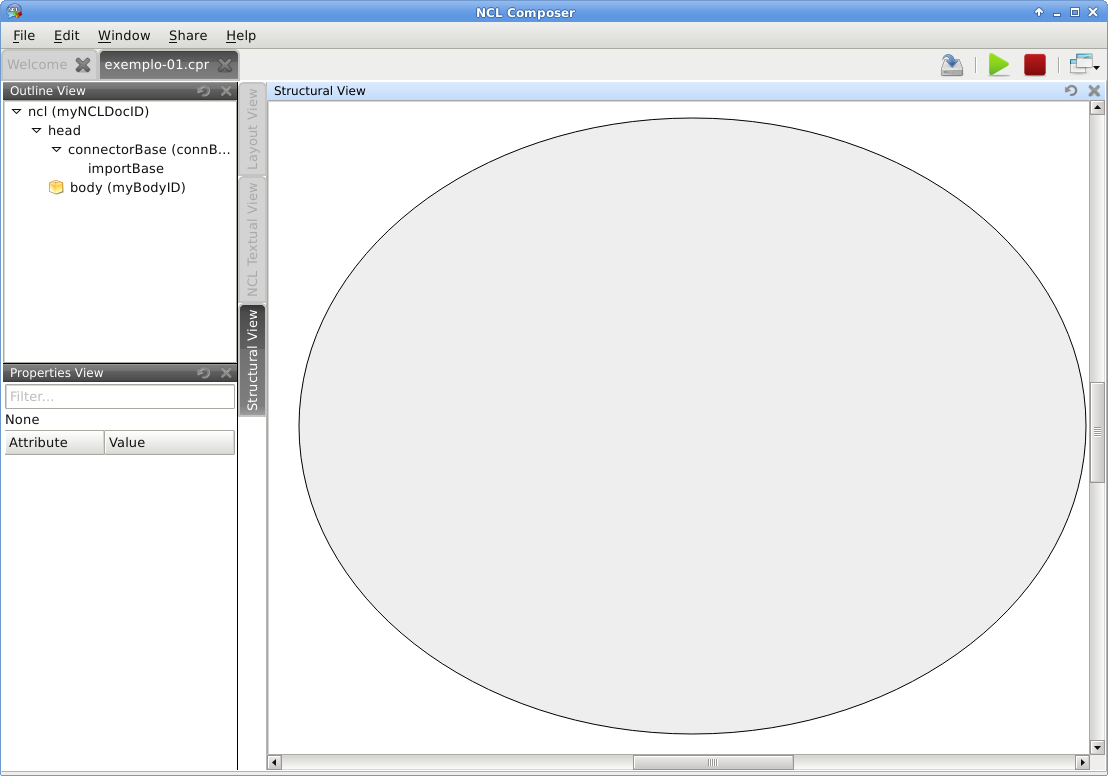 NCL Composer
File Edit Window Share Help
Welcome exemplo-01.cpr
Outline View
ncl (myNCLDocID)
head
connectorBase (connB...
importBase
body (myBodyID)
Properties View
Filter...
None
Attribute Value
Layout View
NCL Textual View
Structural View
Structural View